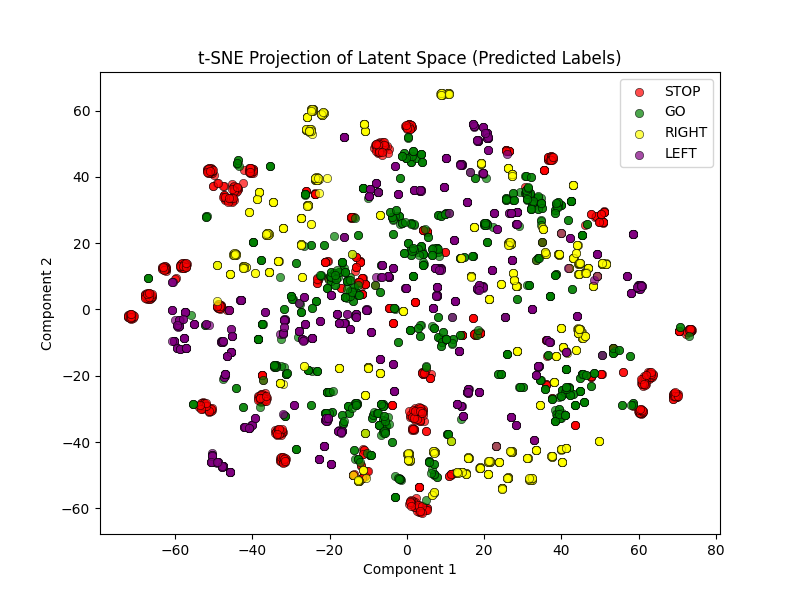 t-SNE Projection of Latent Space (Predicted Labels)
STOP
GO
RIGHT
LEFT
60
40
20
0
−20
−40
−60
Component 2
−60
−40
−20
0
20
40
60
80
Component 1